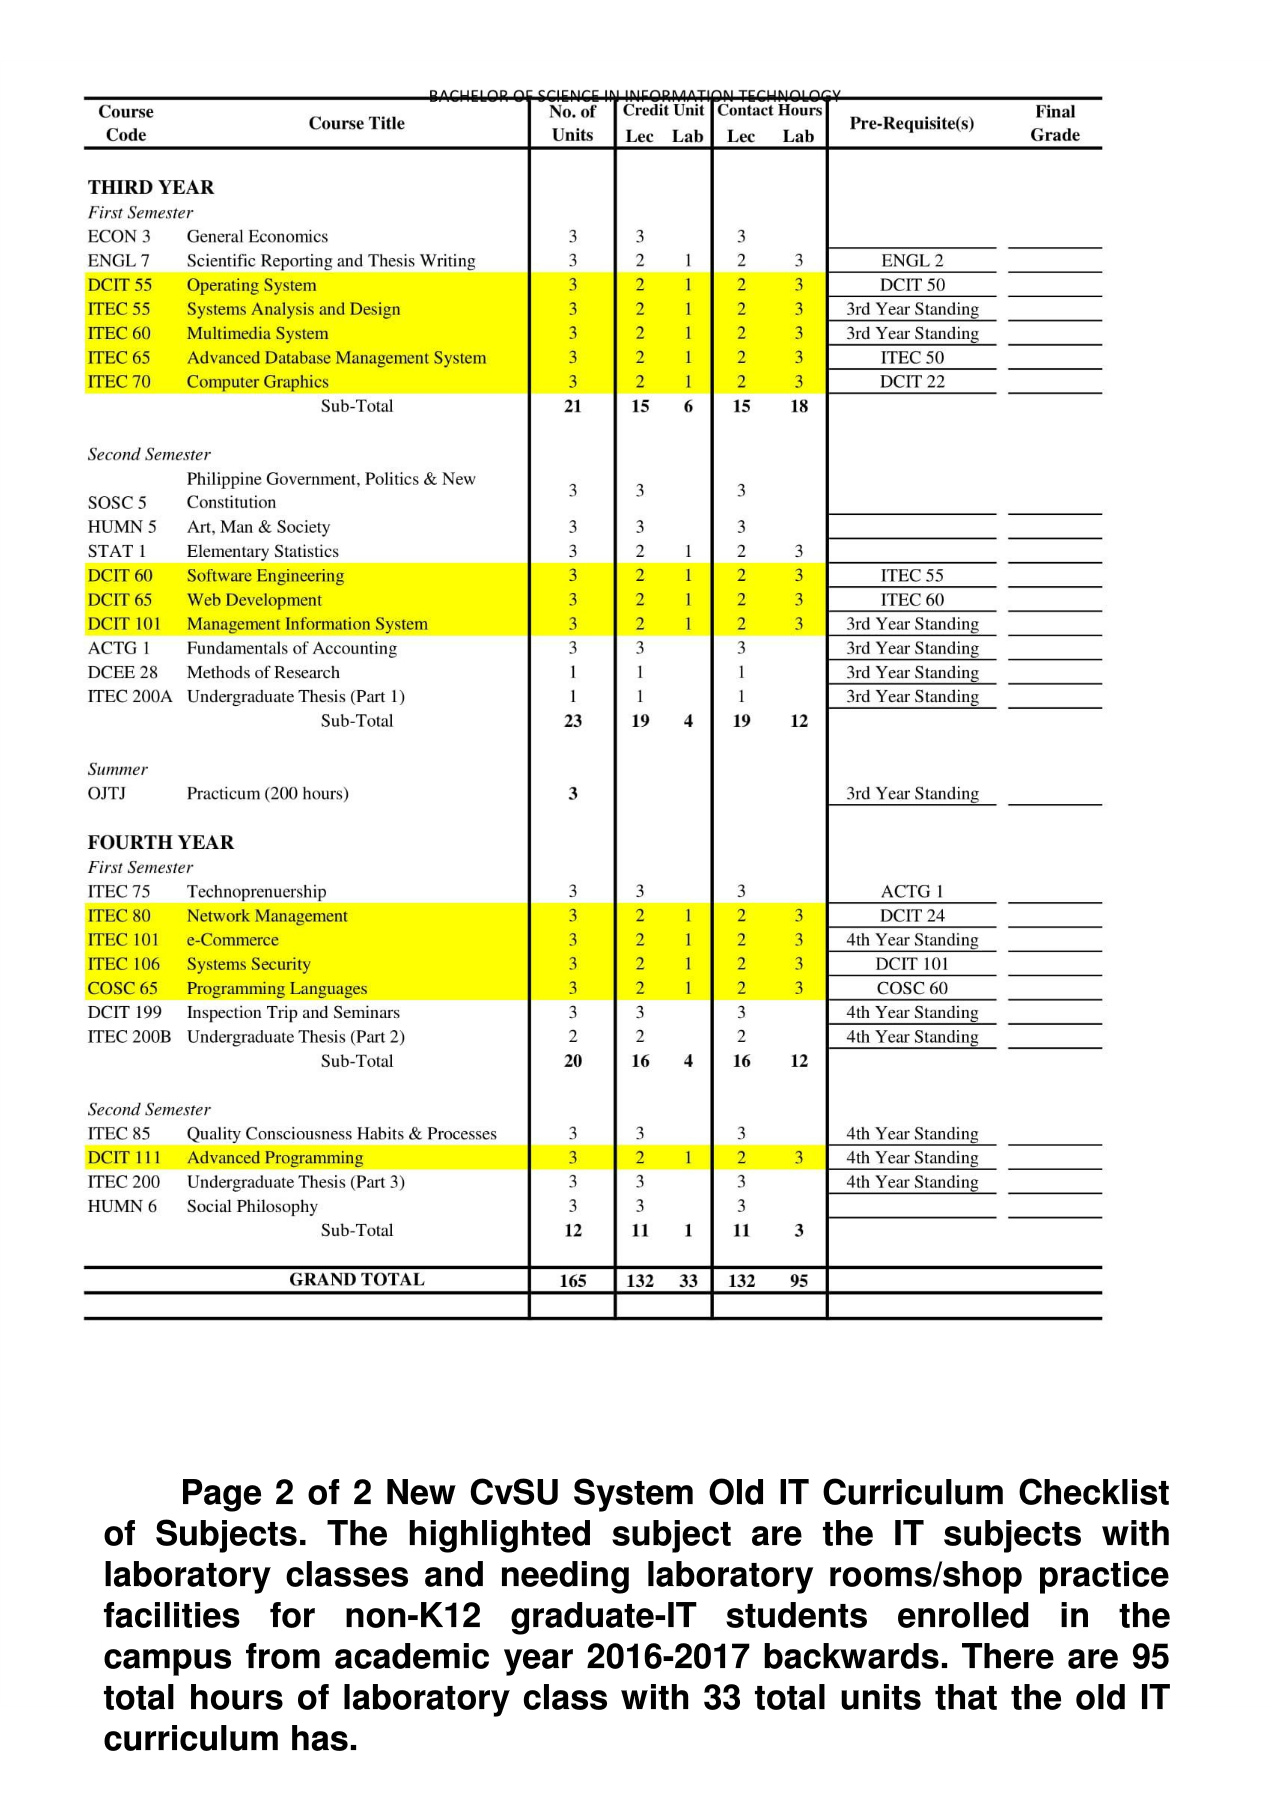 BACHELOR OF SCIENCE IN INFORMATION TECHNOLOGY
Course Code Course Title No. of Units Credit Unit Lec Lab Contact Hours Lec Lab Pre-Requisite(s) Final Grade
THIRD YEAR
First Semester
ECON 3 General Economics 3 3 3
ENGL 7 Scientific Reporting and Thesis Writing 3 2 1 2 3 ENGL 2
DCIT 55 Operating System 3 2 1 2 3 DCIT 50
ITEC 55 Systems Analysis and Design 3 2 1 2 3 3rd Year Standing
ITEC 60 Multimedia System 3 2 1 2 3 3rd Year Standing
ITEC 65 Advanced Database Management System 3 2 1 2 3 ITEC 50
ITEC 70 Computer Graphics 3 2 1 2 3 DCIT 22
Sub-Total 21 15 6 15 18
Second Semester
SOSC 5 Philippine Government, Politics & New Constitution 3 3 3
HUMN 5 Art, Man & Society 3 3 3
STAT 1 Elementary Statistics 3 2 1 2 3
DCIT 60 Software Engineering 3 2 1 2 3 ITEC 55
DCIT 65 Web Development 3 2 1 2 3 ITEC 60
DCIT 101 Management Information System 3 2 1 2 3 3rd Year Standing
ACTG 1 Fundamentals of Accounting 3 3 3 3rd Year Standing
DCEE 28 Methods of Research 1 1 1 3rd Year Standing
ITEC 200A Undergraduate Thesis (Part 1) 1 1 1 3rd Year Standing
Sub-Total 23 19 4 19 12
Summer
OJTJ Practicum (200 hours) 3 3rd Year Standing
FOURTH YEAR
First Semester
ITEC 75 Technoprenuership 3 3 3 ACTG 1
ITEC 80 Network Management 3 2 1 2 3 DCIT 24
ITEC 101 e-Commerce 3 2 1 2 3 4th Year Standing
ITEC 106 Systems Security 3 2 1 2 3 DCIT 101
COSC 65 Programming Languages 3 2 1 2 3 COSC 60
DCIT 199 Inspection Trip and Seminars 3 3 3 4th Year Standing
ITEC 200B Undergraduate Thesis (Part 2) 2 2 2 4th Year Standing
Sub-Total 20 16 4 16 12
Second Semester
ITEC 85 Quality Consciousness Habits & Processes 3 3 3 4th Year Standing
DCIT 111 Advanced Programming 3 2 1 2 3 4th Year Standing
ITEC 200 Undergraduate Thesis (Part 3) 3 3 3 4th Year Standing
HUMN 6 Social Philosophy 3 3 3
Sub-Total 12 11 1 11 3
GRAND TOTAL 165 132 33 132 95
Page 2 of 2 New CvSU System Old IT Curriculum Checklist
of Subjects. The highlighted subject are the IT subjects with
laboratory classes and needing laboratory rooms/shop practice
facilities for non-K12 graduate-IT students enrolled in the
campus from academic year 2016-2017 backwards. There are 95
total hours of laboratory class with 33 total units that the old IT
curriculum has.